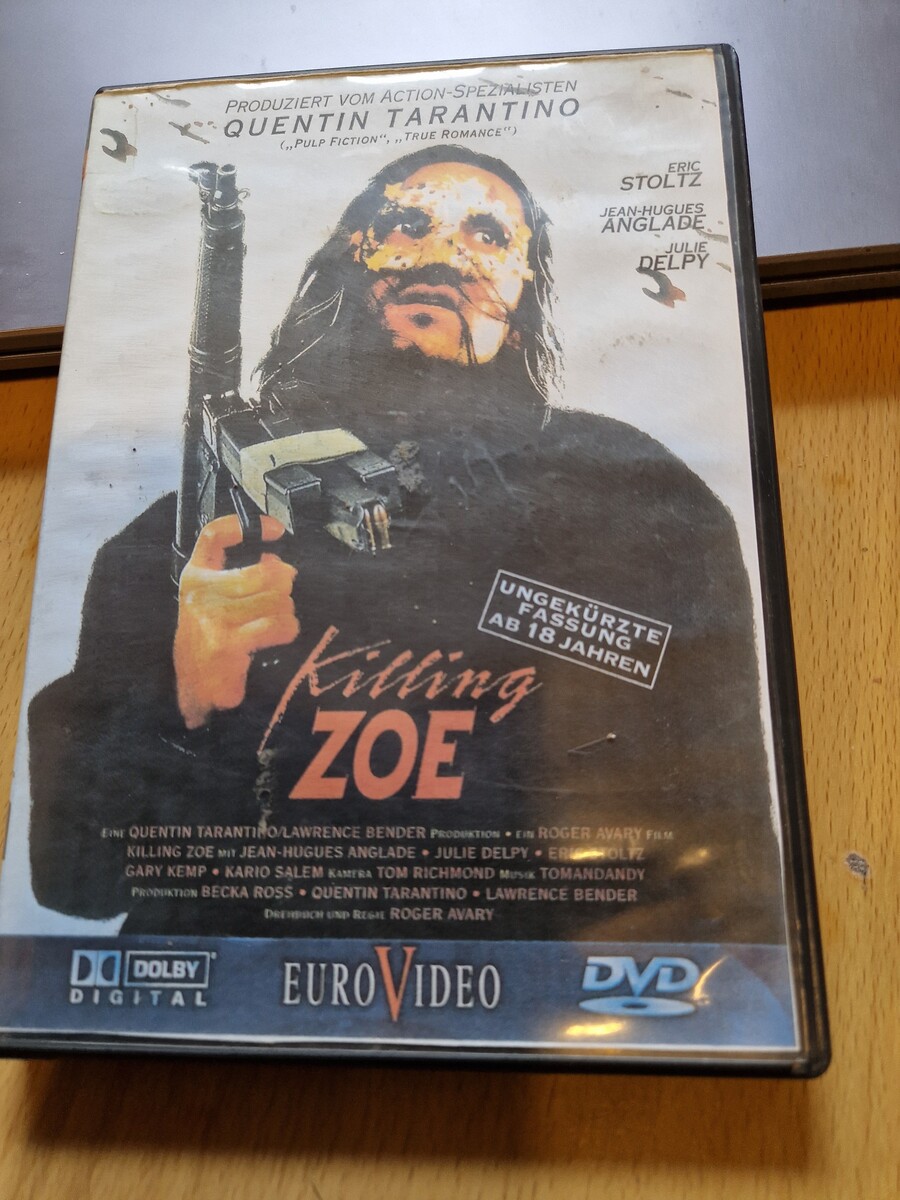 PRODUZIERT VOM ACTION-SPEZIALISTEN
QUENTIN TARANTINO
(„PULP FICTION“, „TRUE ROMANCE“)
ERIC
STOLTZ
JEAN-HUGUES
ANGLADE
JULIE
DELPY
UNGEKÜRZTE
FASSUNG
AB 18 JAHREN
Killing
ZOE
EINE QUENTIN TARANTINO/LAWRENCE BENDER PRODUKTION • EIN ROGER AVARY FILM
KILLING ZOE MIT JEAN-HUGUES ANGLADE • JULIE DELPY • ERIC STOLTZ
GARY KEMP • KARIO SALEM KAMERA TOM RICHMOND MUSIK TOMANDANDY
PRODUKTION BECKA ROSS • QUENTIN TARANTINO • LAWRENCE BENDER
DREHBUCH UND REGIE ROGER AVARY
DOLBY
DIGITAL
EUROVIDEO
DVD